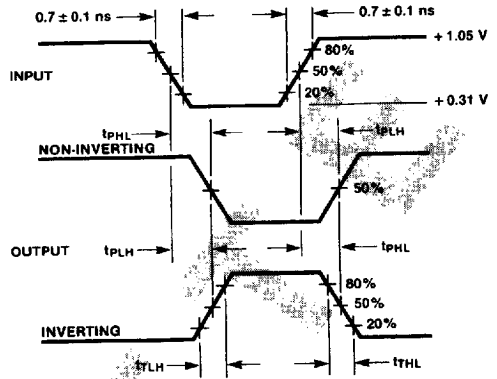 0.7 ± 0.1 ns
0.7 ± 0.1 ns
+ 1.05 V
80%
INPUT
50%
20%
+ 0.31 V
tPHL
tPLH
NON-INVERTING
50%
OUTPUT
tPLH
tPHL
80%
50%
INVERTING
20%
tTLH
tTHL